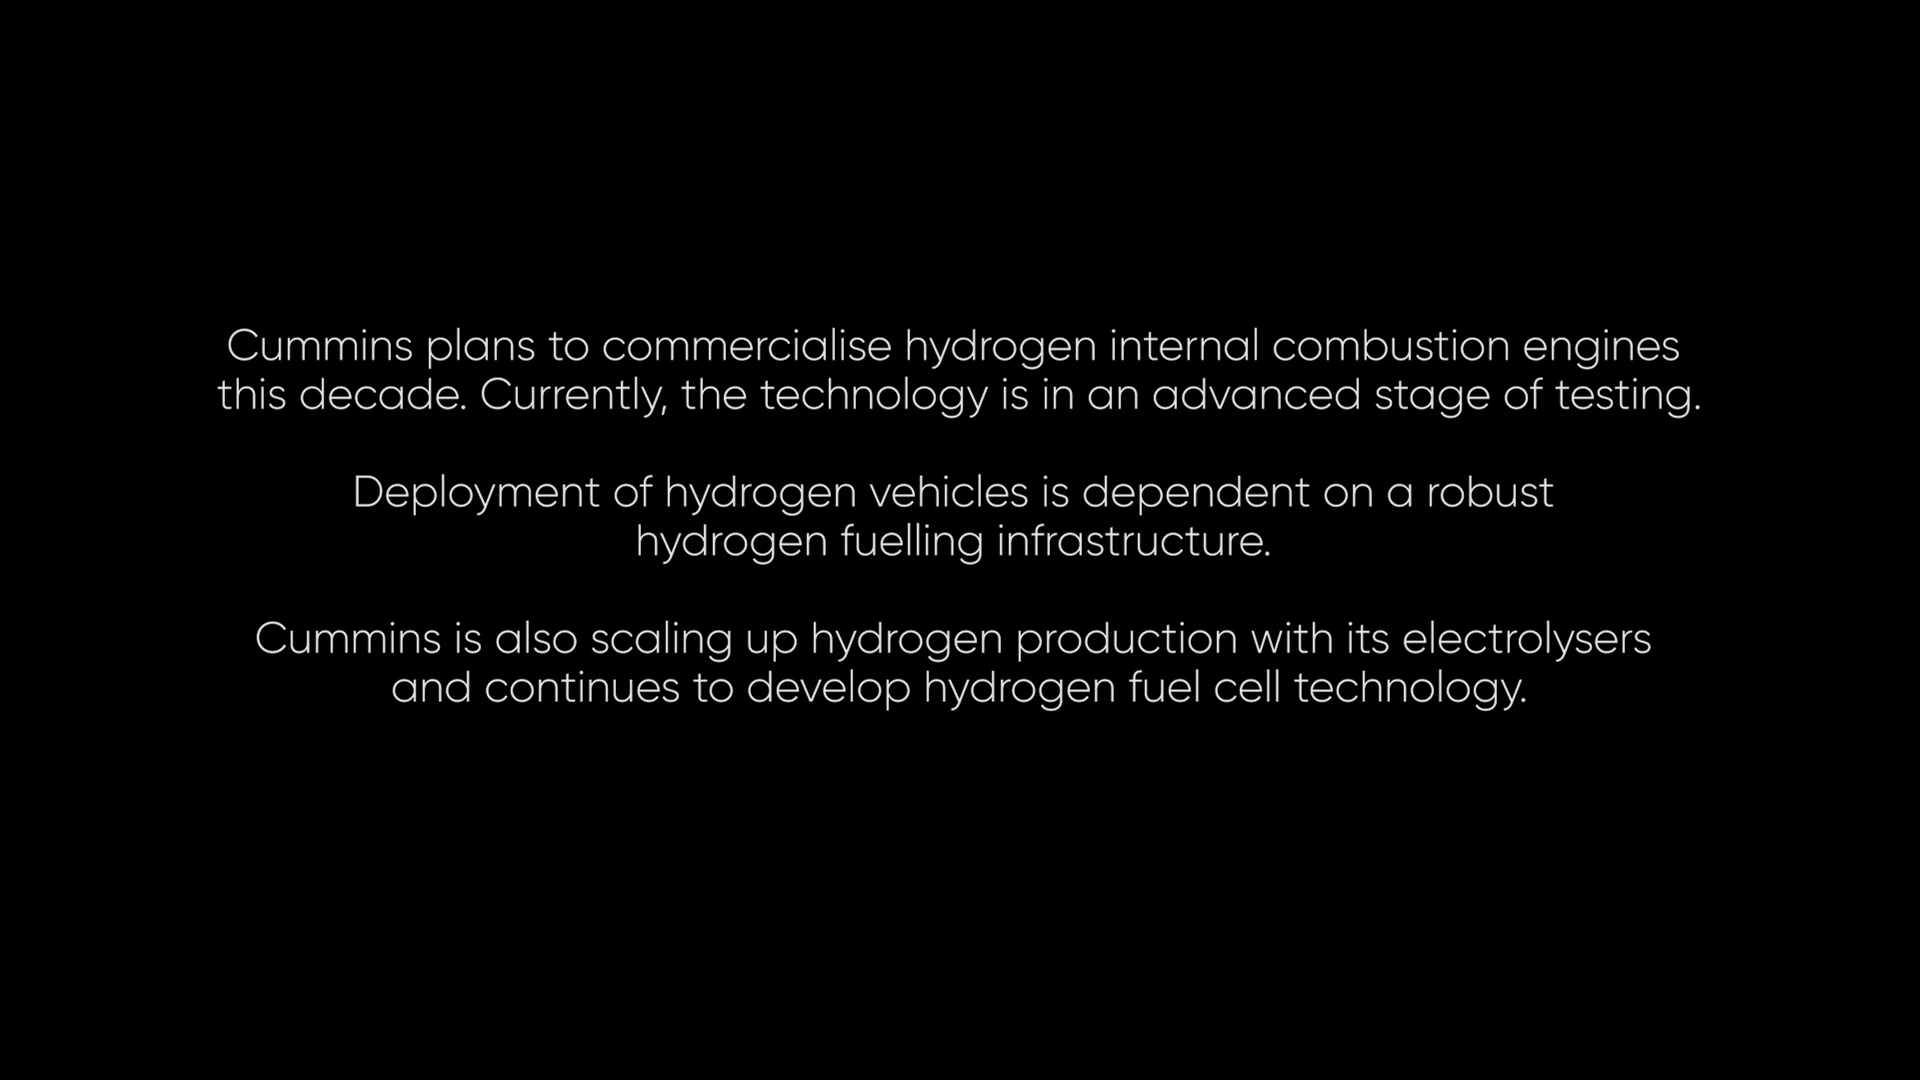 Cummins plans to commercialise hydrogen internal combustion engines
this decade. Currently, the technology is in an advanced stage of testing.
Deployment of hydrogen vehicles is dependent on a robust
hydrogen fuelling infrastructure.
Cummins is also scaling up hydrogen production with its electrolysers
and continues to develop hydrogen fuel cell technology.